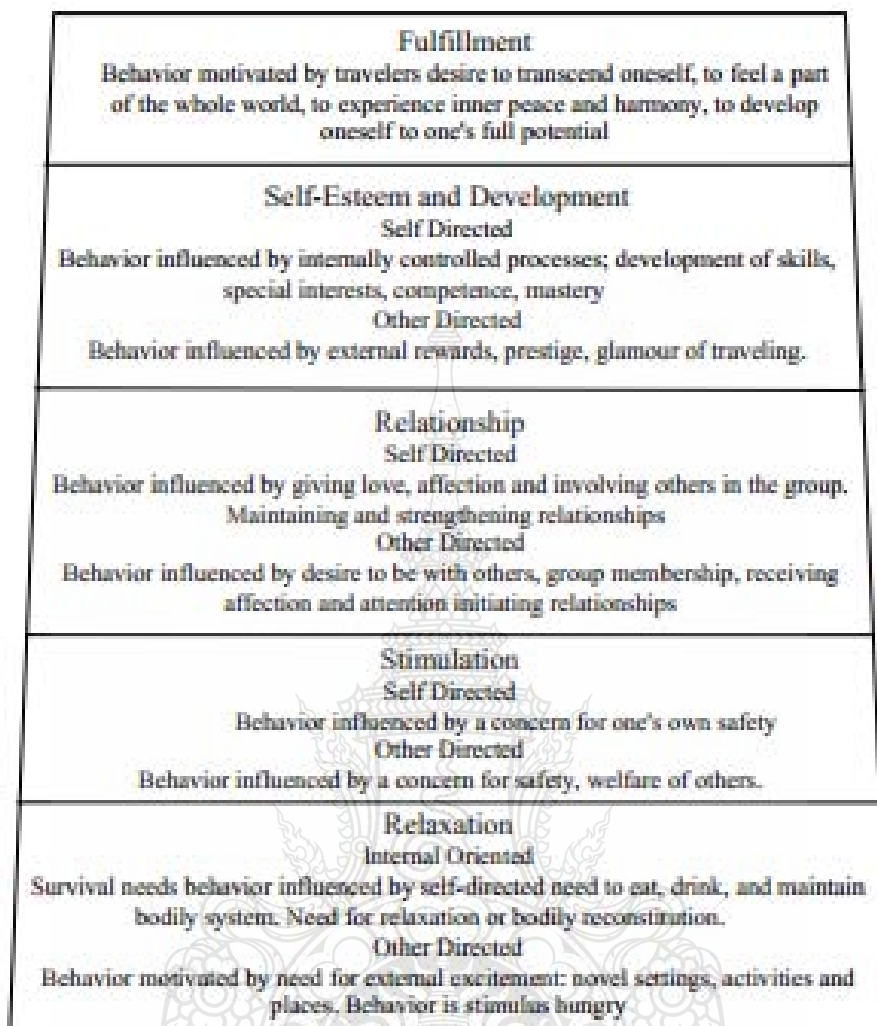 Fulfillment
Behavior motivated by travelers desire to transcend oneself, to feel a part
of the whole world, to experience inner peace and harmony, to develop
oneself to one's full potential
Self-Esteem and Development
Self Directed
Behavior influenced by internally controlled processes; development of skills,
special interests, competence, mastery
Other Directed
Behavior influenced by external rewards, prestige, glamour of traveling.
Relationship
Self Directed
Behavior influenced by giving love, affection and involving others in the group.
Maintaining and strengthening relationships
Other Directed
Behavior influenced by desire to be with others, group membership, receiving
affection and attention initiating relationships
Stimulation
Self Directed
Behavior influenced by a concern for one's own safety
Other Directed
Behavior influenced by a concern for safety, welfare of others.
Relaxation
Internal Oriented
Survival needs behavior influenced by self-directed need to eat, drink, and maintain
bodily system. Need for relaxation or bodily reconstitution.
Other Directed
Behavior motivated by need for external excitement: novel settings, activities and
places. Behavior is stimulus hungry